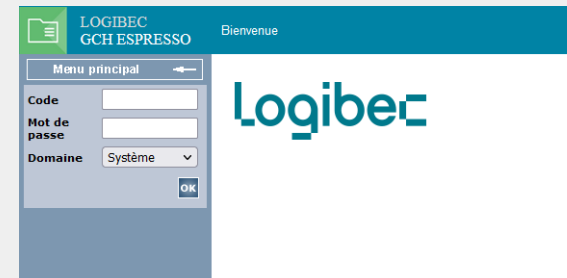 LOGIBEC
GCH ESPRESSO
Bienvenue
Menu principal
Code
Mot de
passe
Domaine
Système
OK
Logibec